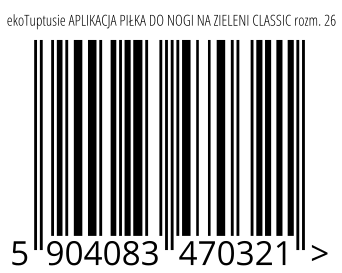 ekoTuptusie APLIKACJA PIŁKA DO NOGI NA ZIELENI CLASSIC rozm. 26
5 904083 470321 >